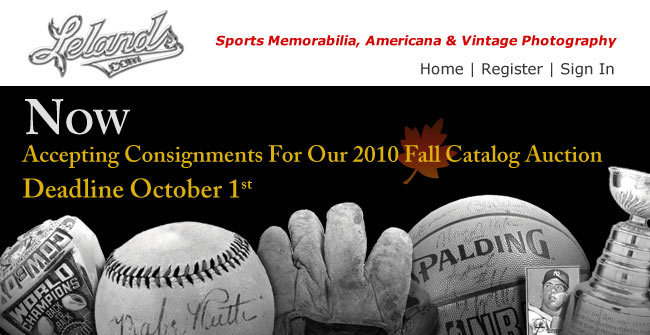 Lelands
.com
Sports Memorabilia, Americana & Vintage Photography
Home | Register | Sign In
Now
Accepting Consignments For Our 2010 Fall Catalog Auction
Deadline October 1st
WORLD
CHAMPIONS
Babe Ruth
SPALDING